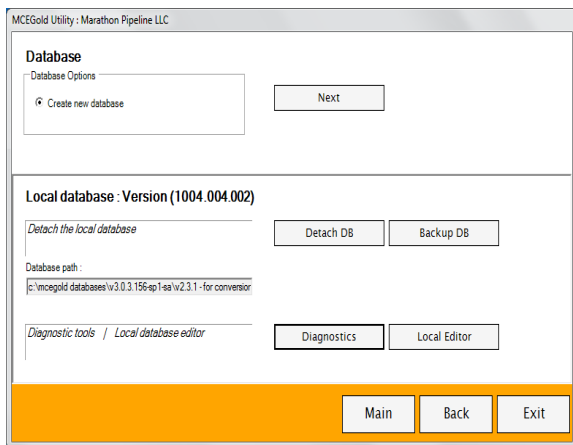 MCEGold Utility : Marathon Pipeline LLC
Database
Database Options
Create new database
Next
Local database : Version (1004.004.002)
Detach the local database
Detach DB
Backup DB
Database path :
c:\mcegold databases\v3.0.3.156-sp1-sa\v2.3.1 - for conversion
Diagnostic tools / Local database editor
Diagnostics
Local Editor
Main
Back
Exit